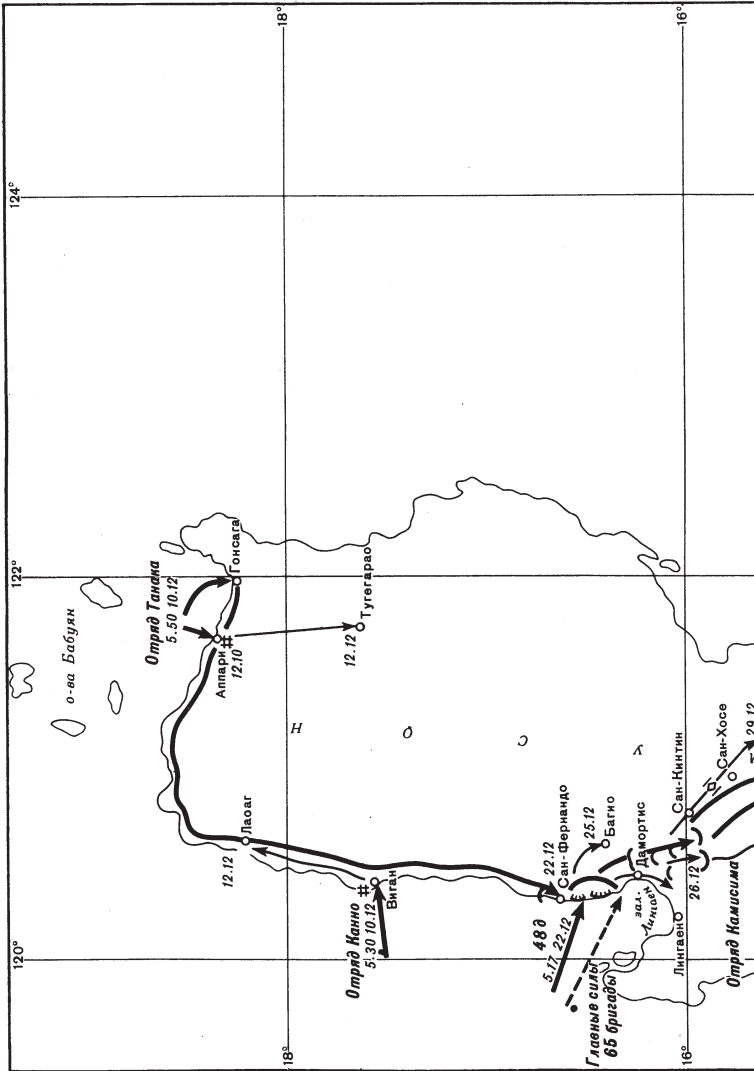 124°
122°
120°
18°
18°
16°
16°
о-ва Бабуян
Отряд Танака
5.50 10.12
Гонсага
Аппари
12.10
Тугегарао
12.12
Лаоаг
12.12
Виган
Отряд Канно
5.30 10.12
Н
О
С
У
22.12
Сан-Фернандо
25.12
Багио
48 д
5.17 22.12
Главные силы
65 бригады
Дамортис
зал.
Лингаен
Лингаен
26.12
Сан-Кинтин
Сан-Хосе
29.12
Отряд Камисима